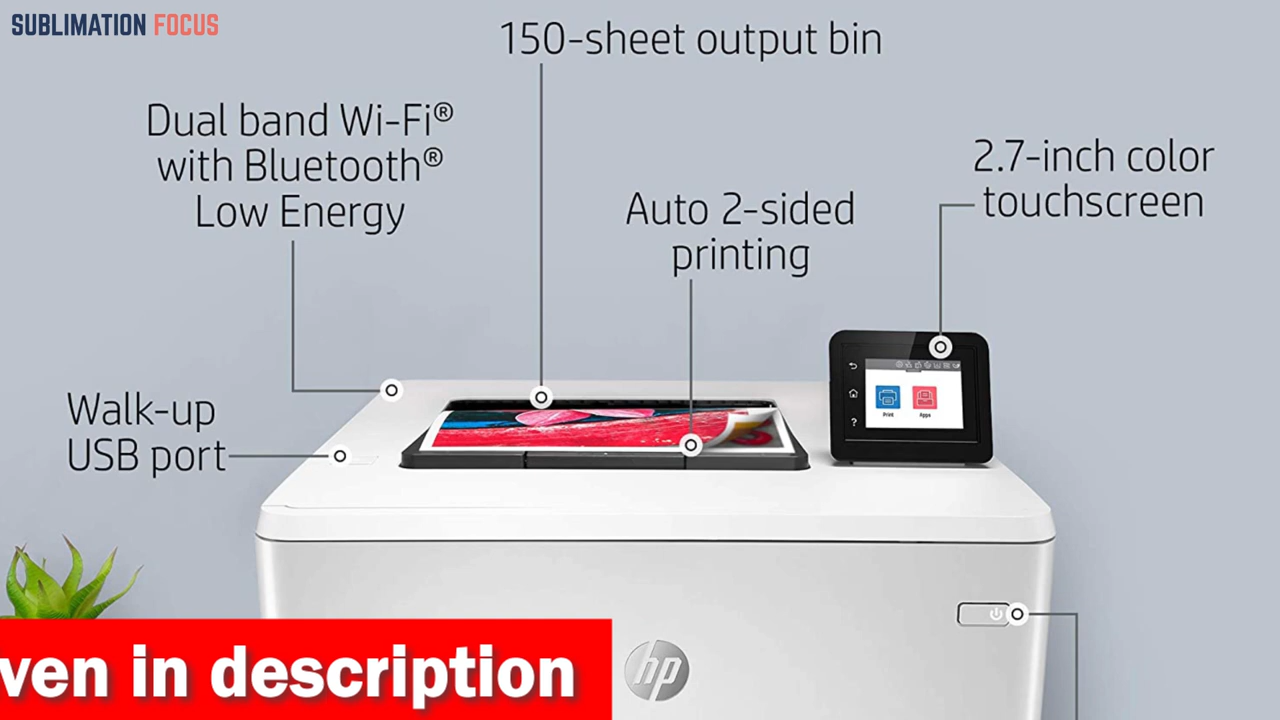 SUBLIMATION FOCUS
150-sheet output bin
Dual band Wi-Fi®
with Bluetooth®
Low Energy
2.7-inch color
touchscreen
Auto 2-sided
printing
Walk-up
USB port
?
Print Apps
ven in description
hp